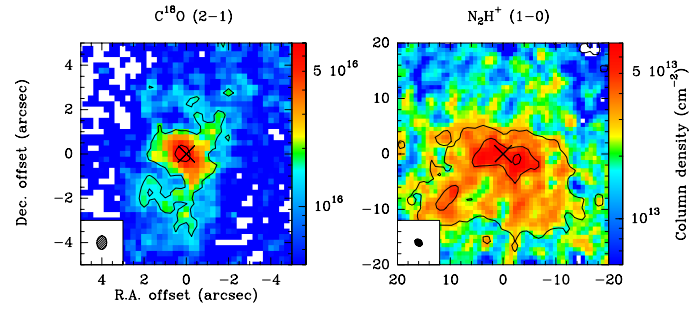 C¹⁸O (2−1)
N₂H⁺ (1−0)
Dec. offset (arcsec)
4
2
0
−2
−4
4 2 0 −2 −4
R.A. offset (arcsec)
5 10¹⁶
10¹⁶
20
10
0
−10
−20
20 10 0 −10 −20
5 10¹³
10¹³
Column density (cm⁻²)